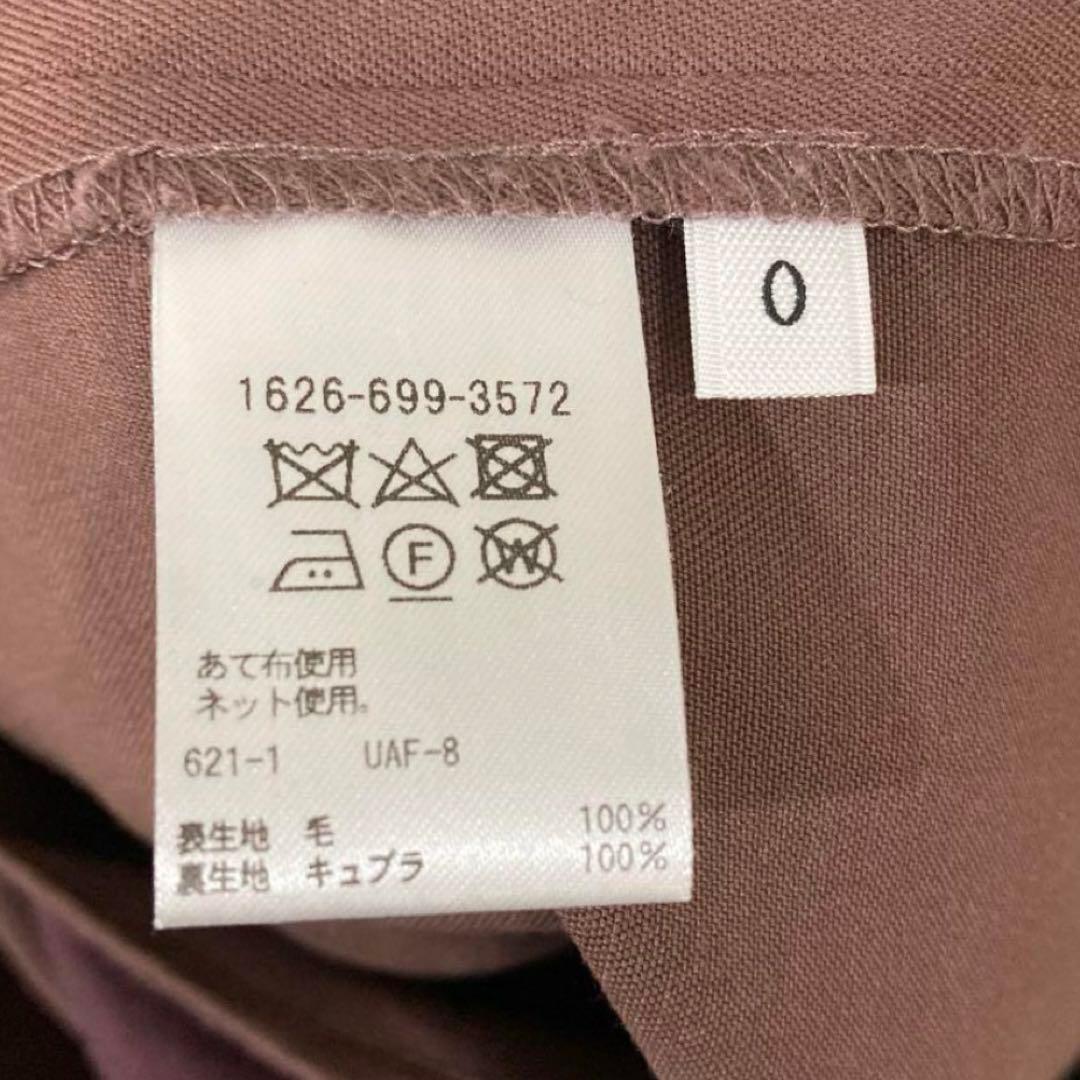 0
1626-699-3572
F W
あて布使用
ネット使用。
621-1 UAF-8
表生地 毛 100%
裏生地 キュプラ 100%